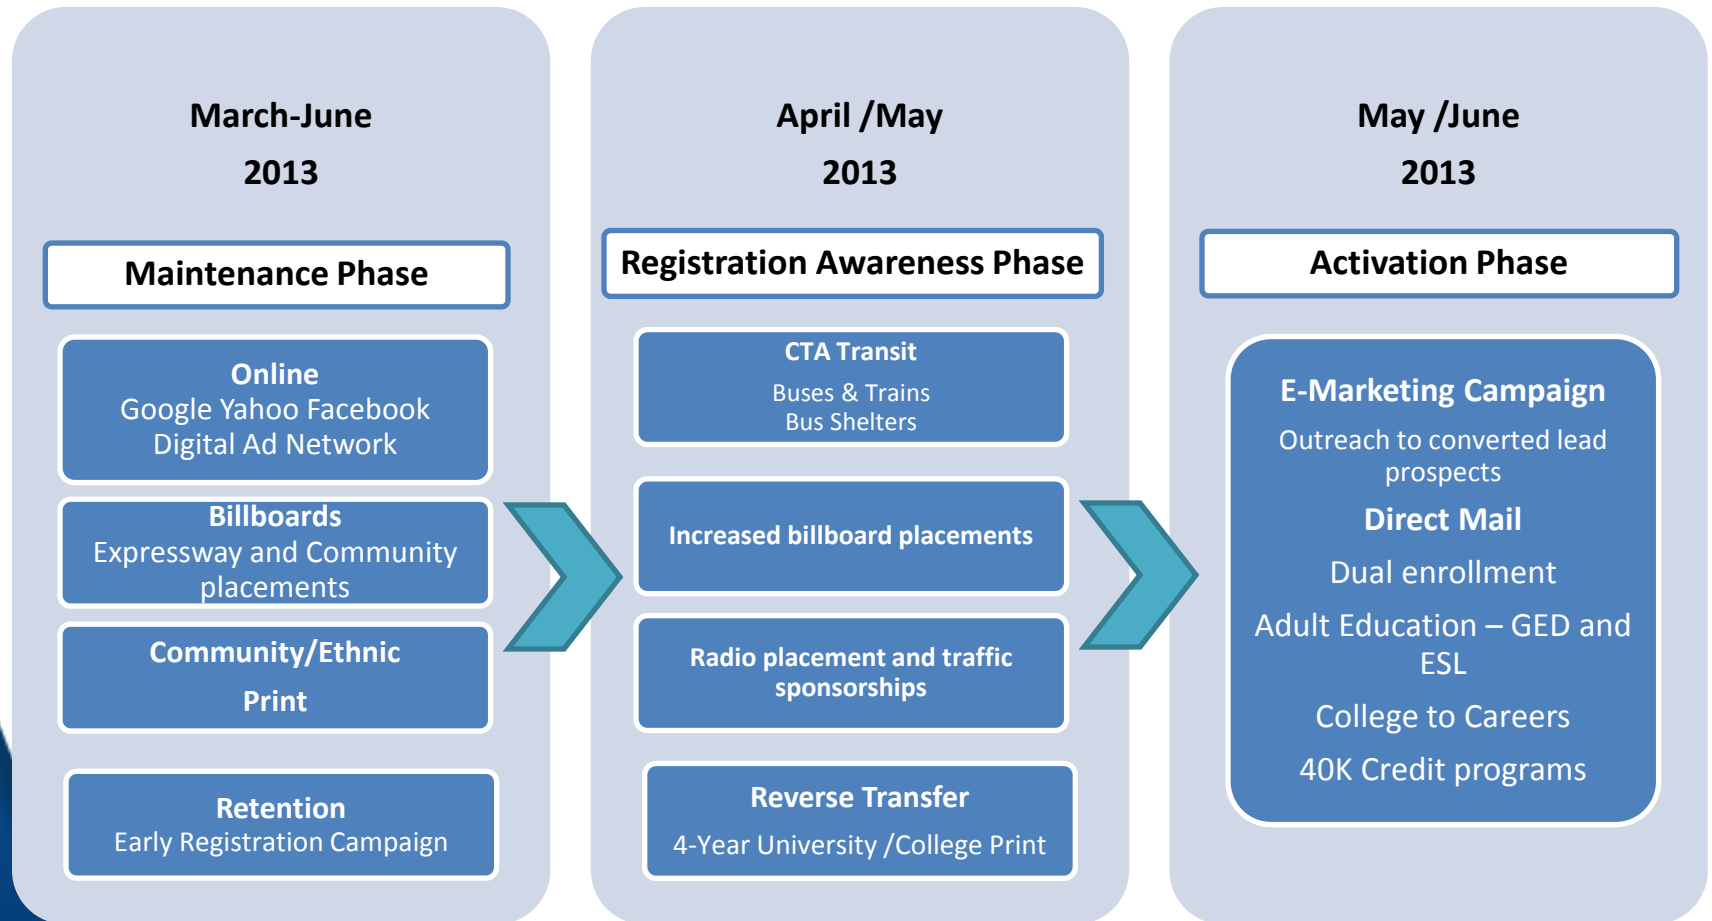 March-June
2013
Maintenance Phase
Online
Google Yahoo Facebook
Digital Ad Network
Billboards
Expressway and Community
placements
Community/Ethnic
Print
Retention
Early Registration Campaign
April /May
2013
Registration Awareness Phase
CTA Transit
Buses & Trains
Bus Shelters
Increased billboard placements
Radio placement and traffic
sponsorships
Reverse Transfer
4-Year University /College Print
May /June
2013
Activation Phase
E-Marketing Campaign
Outreach to converted lead
prospects
Direct Mail
Dual enrollment
Adult Education – GED and
ESL
College to Careers
40K Credit programs